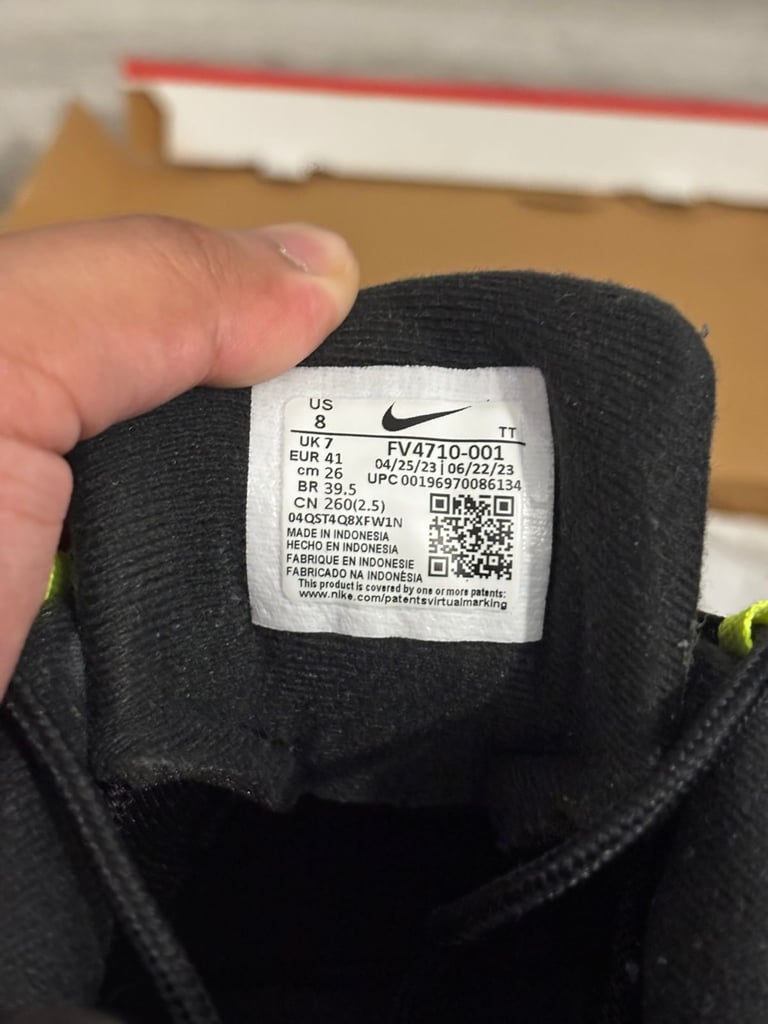 US
8
TT
UK 7
FV4710-001
EUR 41
04/25/23 | 06/22/23
cm 26
UPC 00196970086134
BR 39.5
CN 260(2.5)
04QST4Q8XFW1N
MADE IN INDONESIA
HECHO EN INDONESIA
FABRIQUE EN INDONESIE
FABRICADO NA INDONÈSIA
This product is covered by one or more patents:
www.nike.com/patentsvirtualmarking